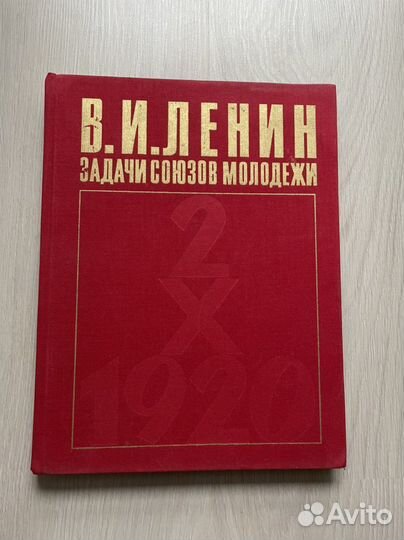 В.И.ЛЕНИН
ЗАДАЧИ СОЮЗОВ МОЛОДЕЖИ
2
X
1920
Avito